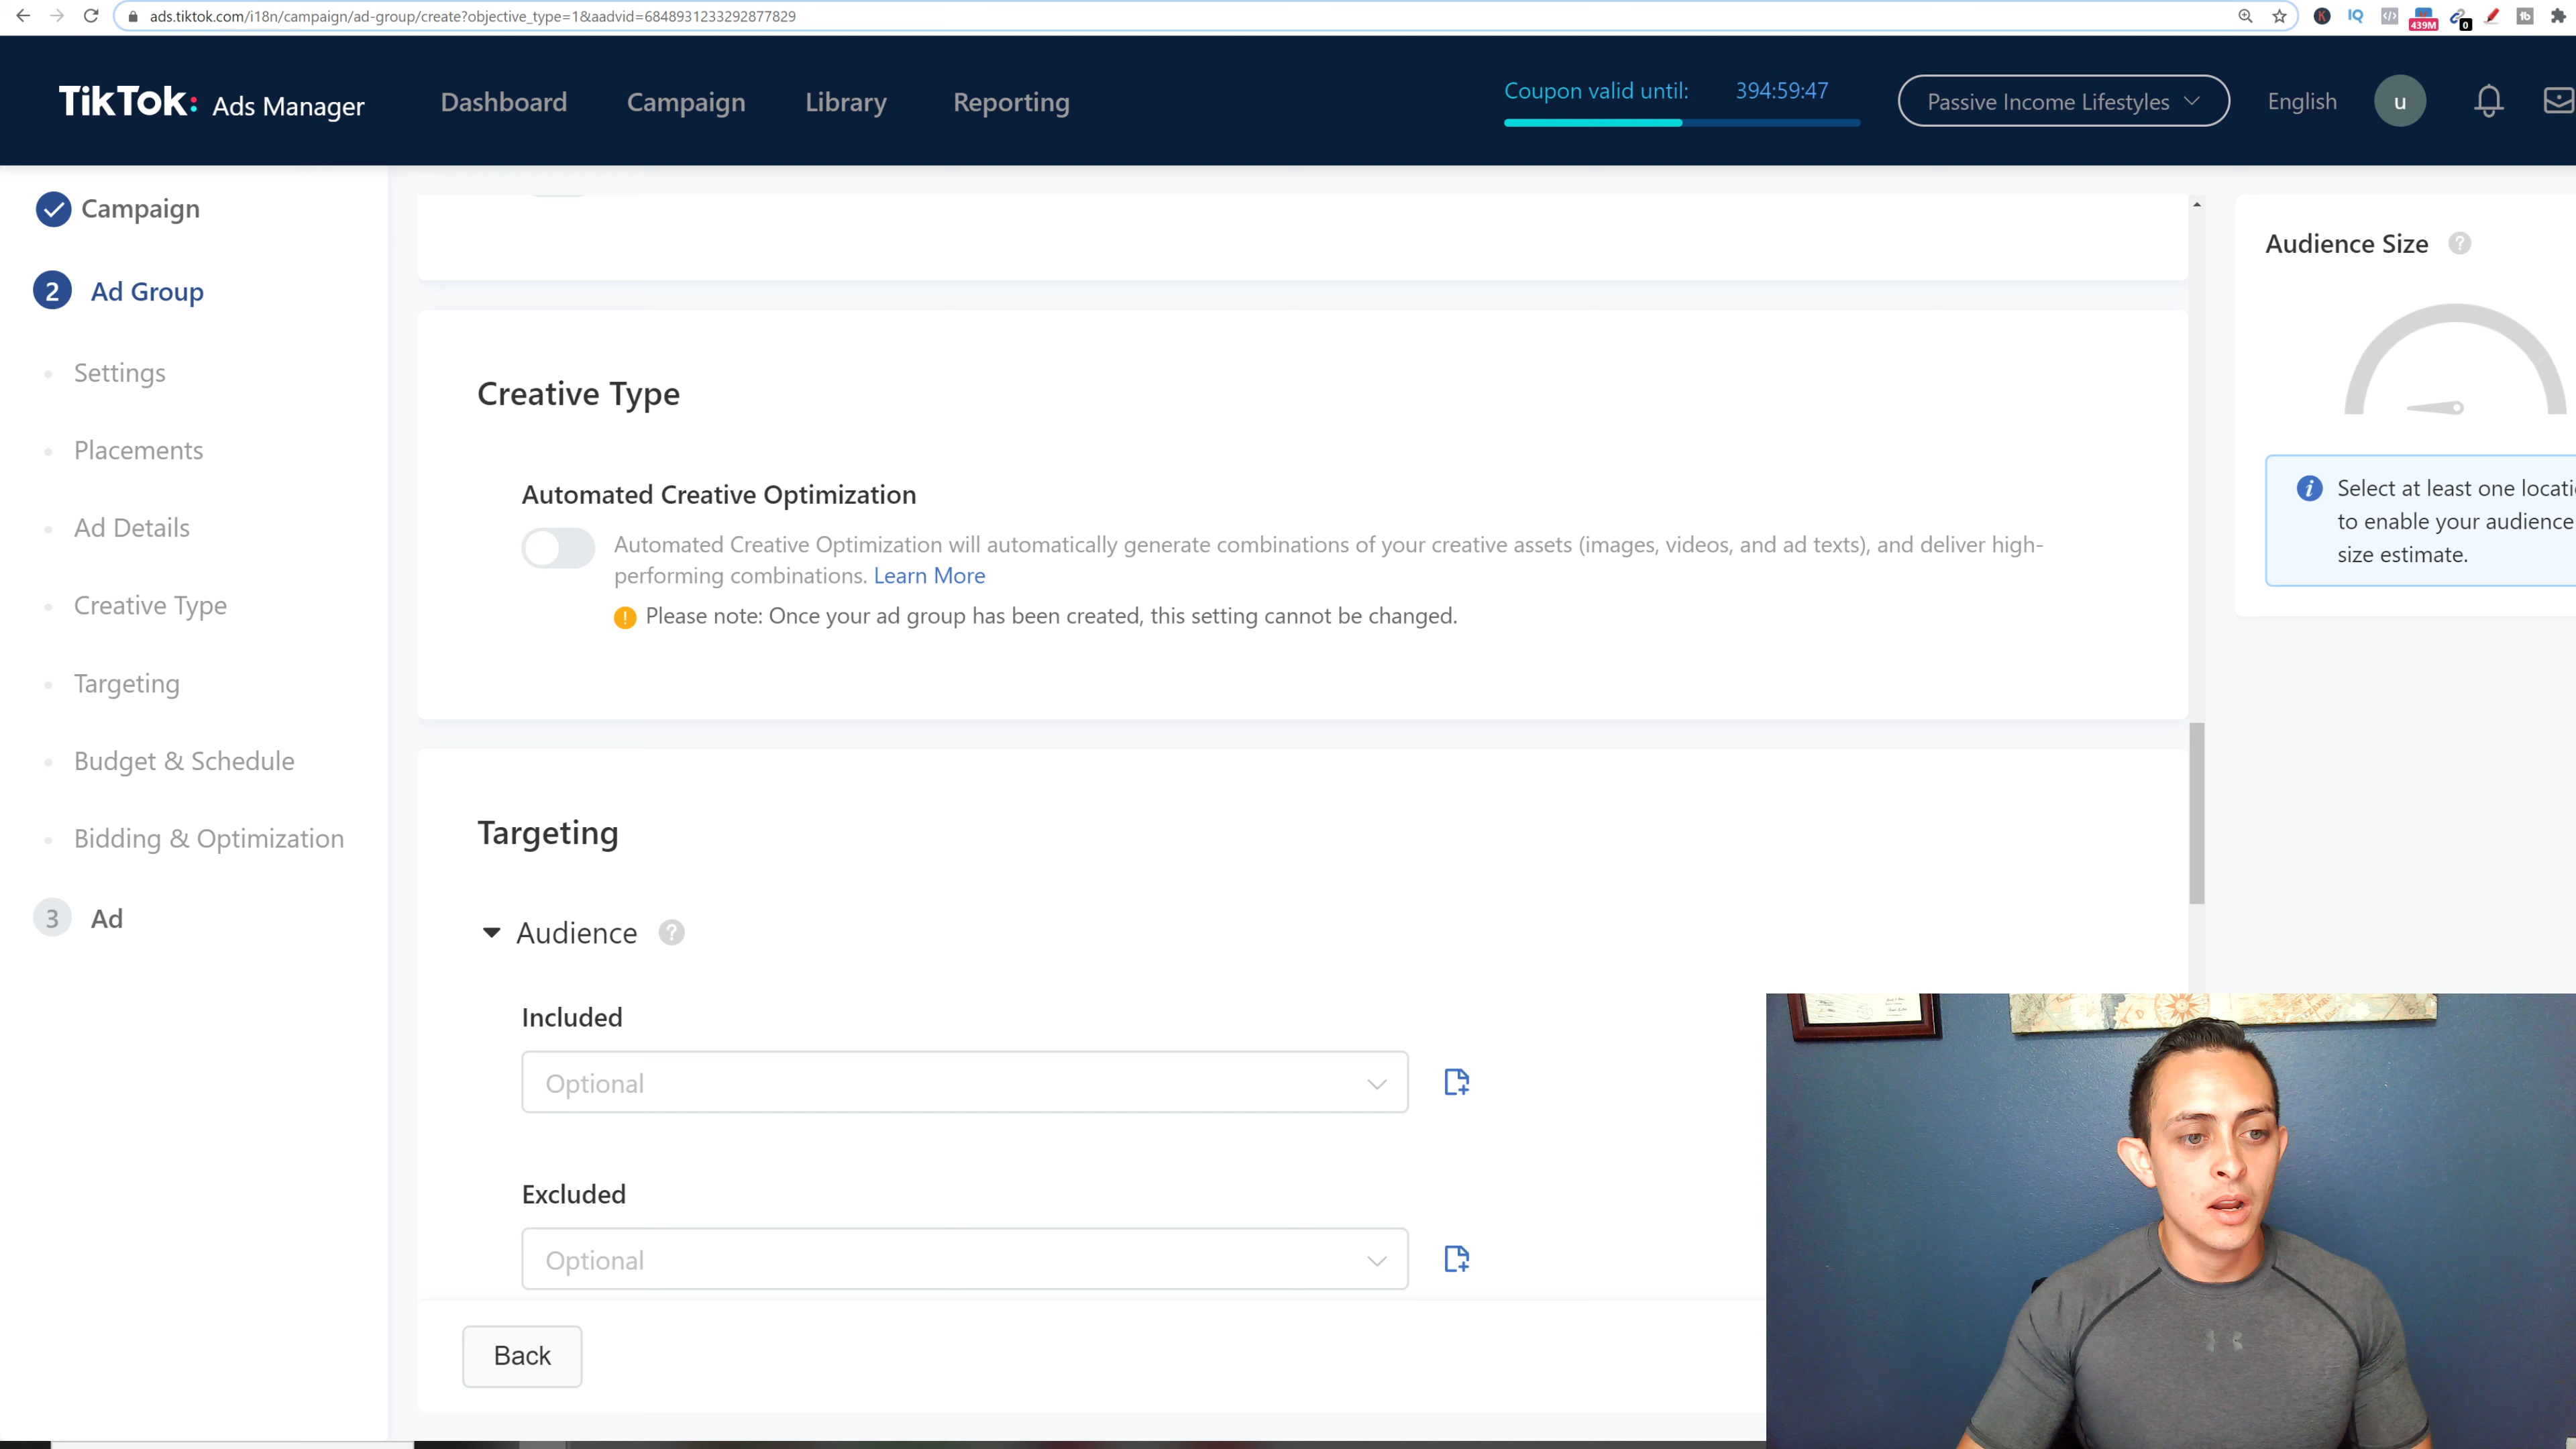 ads.tiktok.com/i18n/campaign/ad-group/create?objective_type=1&aadvid=6848931233292877829
K IQ 439M 0 tb
TikTok: Ads Manager Dashboard Campaign Library Reporting Coupon valid until: 394:59:47 Passive Income Lifestyles English u
Campaign
2 Ad Group
Settings
Placements
Ad Details
Creative Type
Targeting
Budget & Schedule
Bidding & Optimization
3 Ad
Creative Type
Automated Creative Optimization
Automated Creative Optimization will automatically generate combinations of your creative assets (images, videos, and ad texts), and deliver high-
performing combinations. Learn More
! Please note: Once your ad group has been created, this setting cannot be changed.
Targeting
Audience ?
Included
Optional
Excluded
Optional
Back
Audience Size ?
i Select at least one locati
to enable your audience
size estimate.